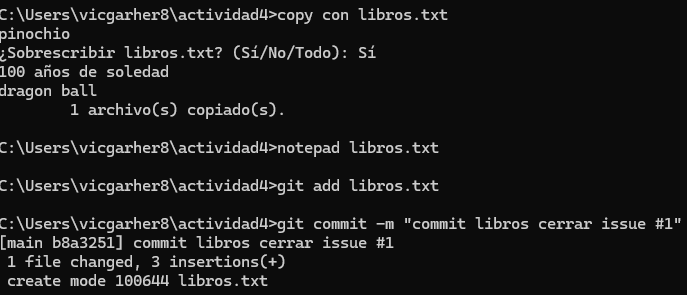 C:\Users\vicgarher8\actividad4>copy con libros.txt
pinochio
¿Sobrescribir libros.txt? (Sí/No/Todo): Sí
100 años de soledad
dragon ball
        1 archivo(s) copiado(s).
C:\Users\vicgarher8\actividad4>notepad libros.txt
C:\Users\vicgarher8\actividad4>git add libros.txt
C:\Users\vicgarher8\actividad4>git commit -m "commit libros cerrar issue #1"
[main b8a3251] commit libros cerrar issue #1
 1 file changed, 3 insertions(+)
 create mode 100644 libros.txt